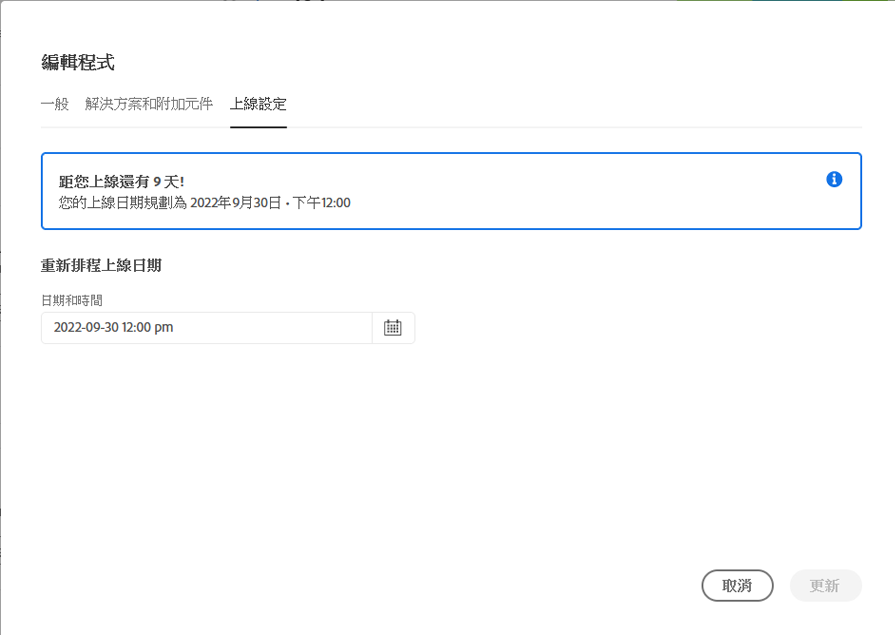 編輯程式
一般 解決方案和附加元件 上線設定
距您上線還有 9 天!
您的上線日期規劃為 2022年9月30日 • 下午12:00
重新排程上線日期
日期和時間
2022-09-30 12:00 pm
取消 更新